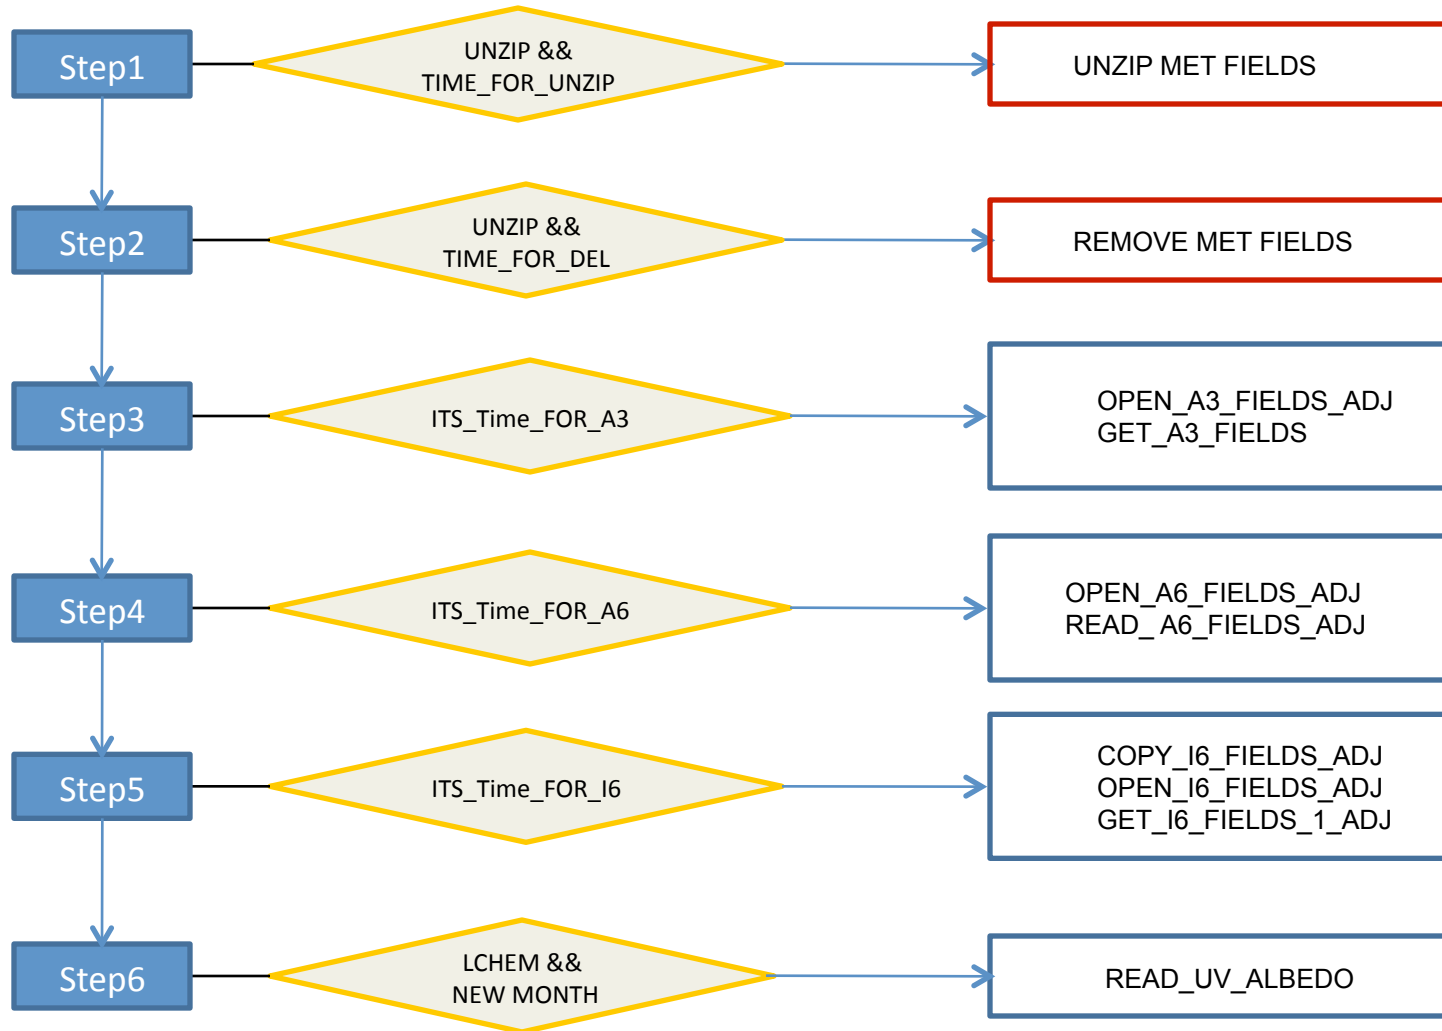 Step1
UNZIP &&
TIME_FOR_UNZIP
UNZIP MET FIELDS
Step2
UNZIP &&
TIME_FOR_DEL
REMOVE MET FIELDS
Step3
ITS_Time_FOR_A3
OPEN_A3_FIELDS_ADJ
GET_A3_FIELDS
Step4
ITS_Time_FOR_A6
OPEN_A6_FIELDS_ADJ
READ_ A6_FIELDS_ADJ
Step5
ITS_Time_FOR_I6
COPY_I6_FIELDS_ADJ
OPEN_I6_FIELDS_ADJ
GET_I6_FIELDS_1_ADJ
Step6
LCHEM &&
NEW MONTH
READ_UV_ALBEDO